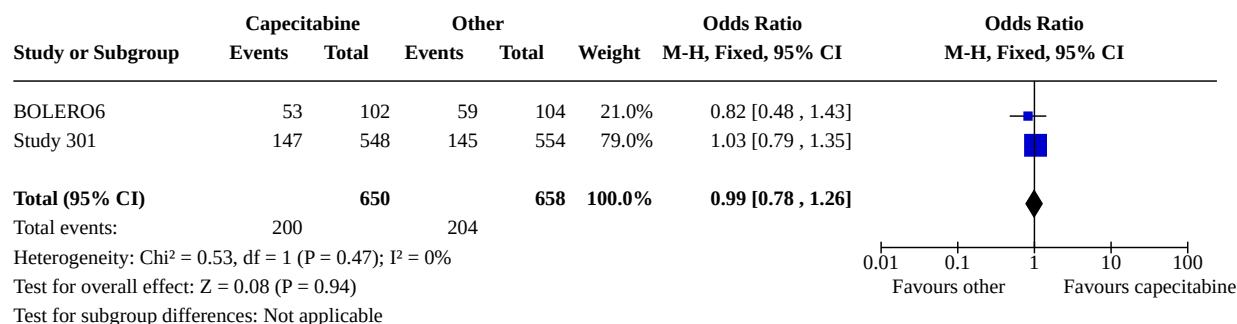 Capecitabine Other Odds Ratio Odds Ratio
Study or Subgroup Events Total Events Total Weight M-H, Fixed, 95% CI M-H, Fixed, 95% CI
BOLERO6 53 102 59 104 21.0% 0.82 [0.48 , 1.43]
Study 301 147 548 145 554 79.0% 1.03 [0.79 , 1.35]
Total (95% CI) 650 658 100.0% 0.99 [0.78 , 1.26]
Total events: 200 204
Heterogeneity: Chi² = 0.53, df = 1 (P = 0.47); I² = 0%
0.01 0.1 1 10 100
Test for overall effect: Z = 0.08 (P = 0.94) Favours other Favours capecitabine
Test for subgroup differences: Not applicable